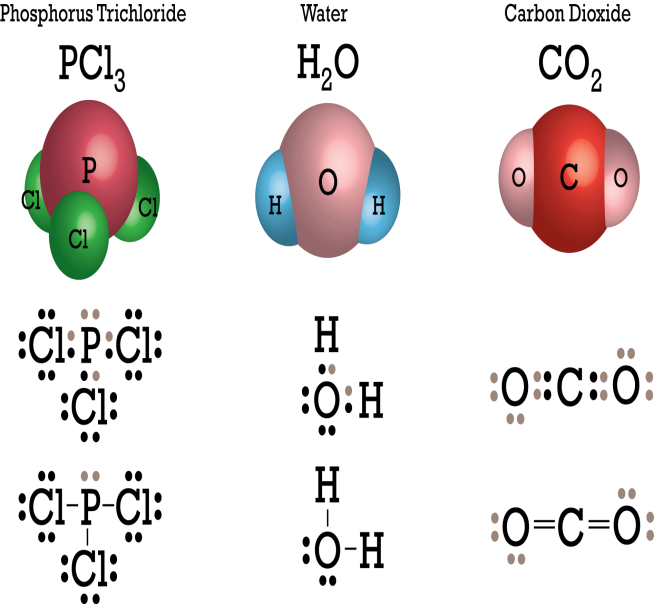 Phosphorus Trichloride
Water
Carbon Dioxide
PCl₃
H₂O
CO₂
P
Cl
Cl
Cl
O
H
H
C
O
O
Cl P Cl
Cl
H
O H
O C O
Cl–P–Cl
Cl
H
O–H
O=C=O